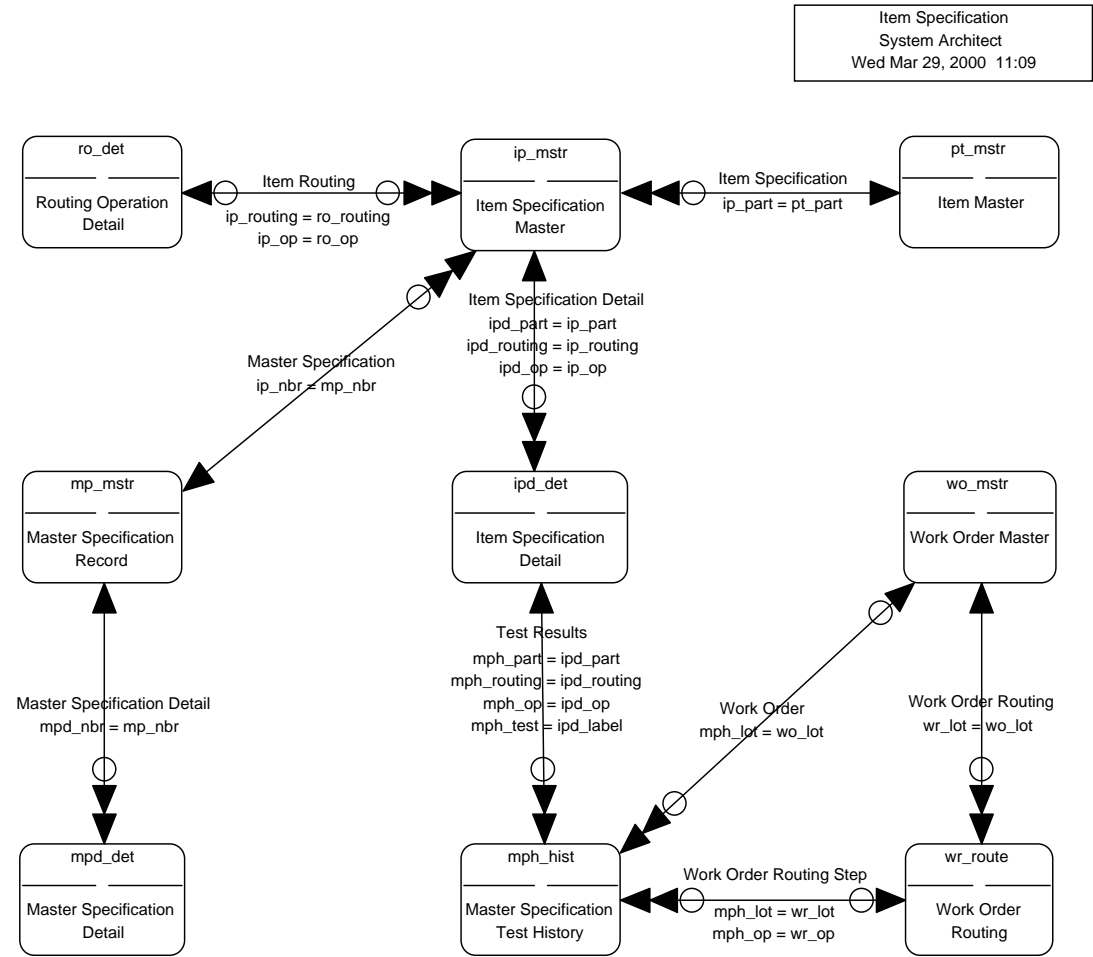 Item Specification
System Architect
Wed Mar 29, 2000  11:09
ro_det
Routing Operation
Detail
Item Routing
ip_routing = ro_routing
ip_op = ro_op
ip_mstr
Item Specification
Master
Item Specification
ip_part = pt_part
pt_mstr
Item Master
Item Specification Detail
ipd_part = ip_part
ipd_routing = ip_routing
ipd_op = ip_op
Master Specification
ip_nbr = mp_nbr
mp_mstr
Master Specification
Record
ipd_det
Item Specification
Detail
wo_mstr
Work Order Master
Test Results
mph_part = ipd_part
mph_routing = ipd_routing
mph_op = ipd_op
mph_test = ipd_label
Master Specification Detail
mpd_nbr = mp_nbr
Work Order
mph_lot = wo_lot
Work Order Routing
wr_lot = wo_lot
mpd_det
Master Specification
Detail
mph_hist
Master Specification
Test History
Work Order Routing Step
mph_lot = wr_lot
mph_op = wr_op
wr_route
Work Order
Routing